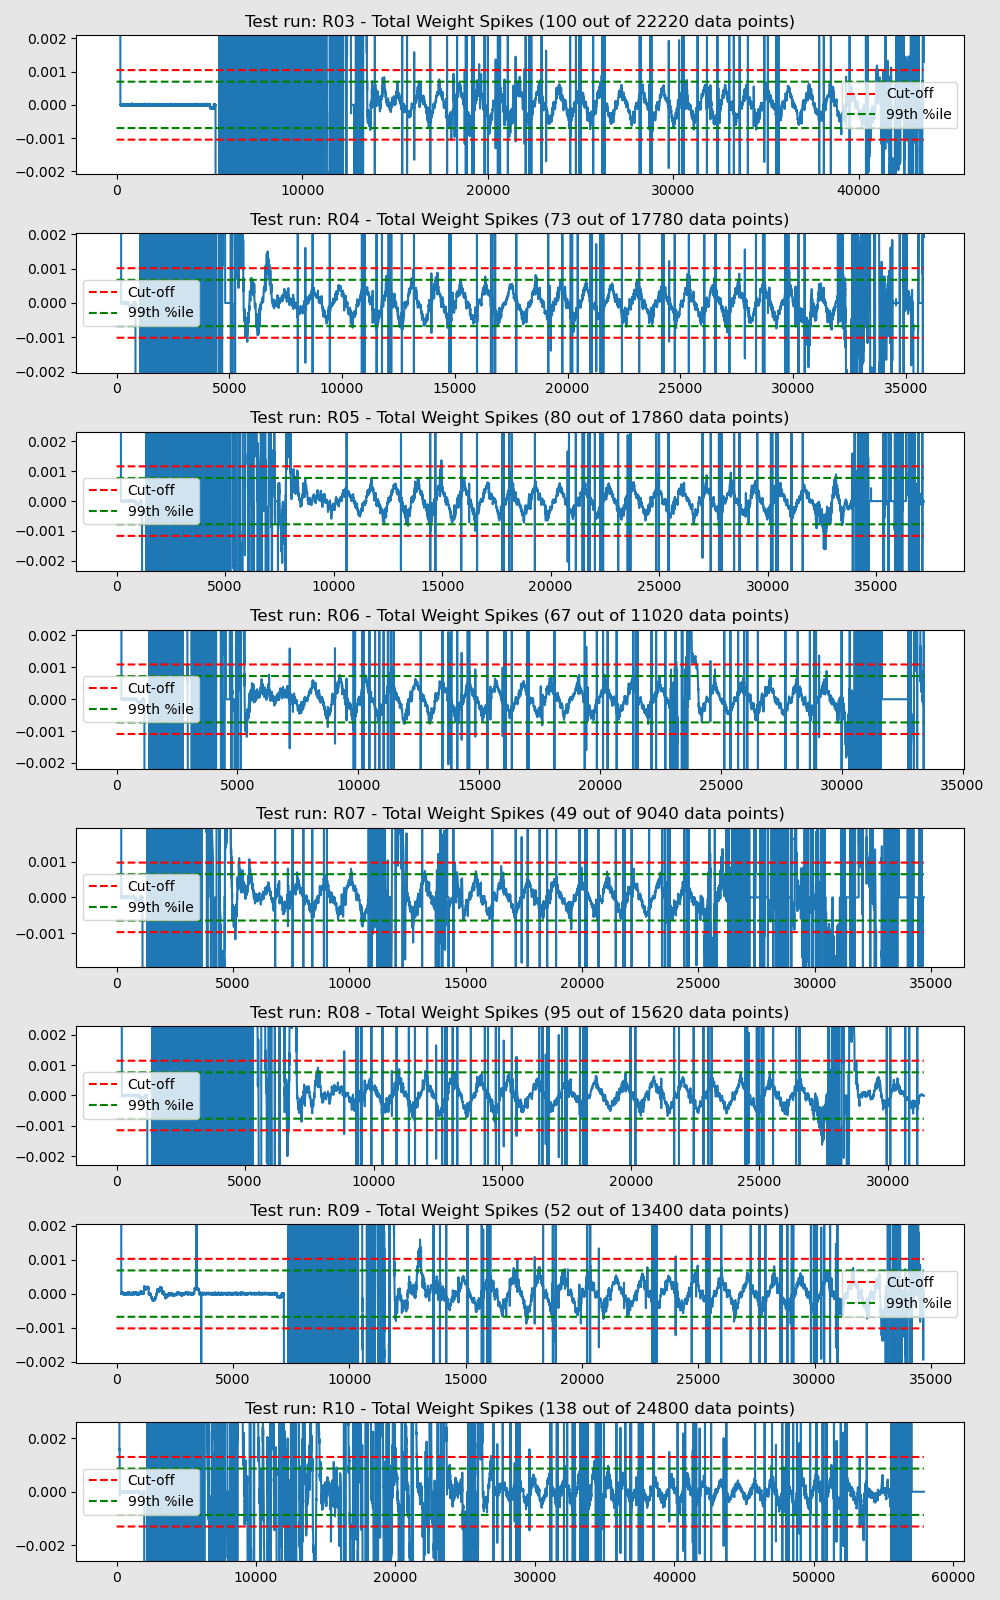 Test run: R03 - Total Weight Spikes (100 out of 22220 data points)
0.002
0.001
0.000
−0.001
−0.002
Cut-off
99th %ile
0 10000 20000 30000 40000
Test run: R04 - Total Weight Spikes (73 out of 17780 data points)
0.002
0.001
0.000
−0.001
−0.002
Cut-off
99th %ile
0 5000 10000 15000 20000 25000 30000 35000
Test run: R05 - Total Weight Spikes (80 out of 17860 data points)
0.002
0.001
0.000
−0.001
−0.002
Cut-off
99th %ile
0 5000 10000 15000 20000 25000 30000 35000
Test run: R06 - Total Weight Spikes (67 out of 11020 data points)
0.002
0.001
0.000
−0.001
−0.002
Cut-off
99th %ile
0 5000 10000 15000 20000 25000 30000 35000
Test run: R07 - Total Weight Spikes (49 out of 9040 data points)
0.001
0.000
−0.001
Cut-off
99th %ile
0 5000 10000 15000 20000 25000 30000 35000
Test run: R08 - Total Weight Spikes (95 out of 15620 data points)
0.002
0.001
0.000
−0.001
−0.002
Cut-off
99th %ile
0 5000 10000 15000 20000 25000 30000
Test run: R09 - Total Weight Spikes (52 out of 13400 data points)
0.002
0.001
0.000
−0.001
−0.002
Cut-off
99th %ile
0 5000 10000 15000 20000 25000 30000 35000
Test run: R10 - Total Weight Spikes (138 out of 24800 data points)
0.002
0.000
−0.002
Cut-off
99th %ile
0 10000 20000 30000 40000 50000 60000